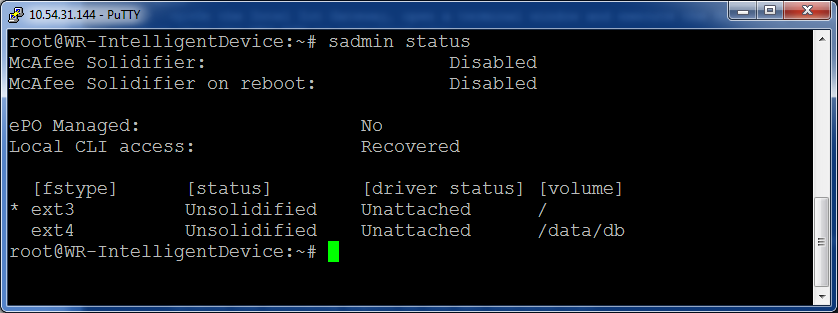 10.54.31.144 - PuTTY
root@WR-IntelligentDevice:~# sadmin status
McAfee Solidifier: Disabled
McAfee Solidifier on reboot: Disabled
ePO Managed: No
Local CLI access: Recovered
[fstype] [status] [driver status] [volume]
* ext3 Unsolidified Unattached /
ext4 Unsolidified Unattached /data/db
root@WR-IntelligentDevice:~#